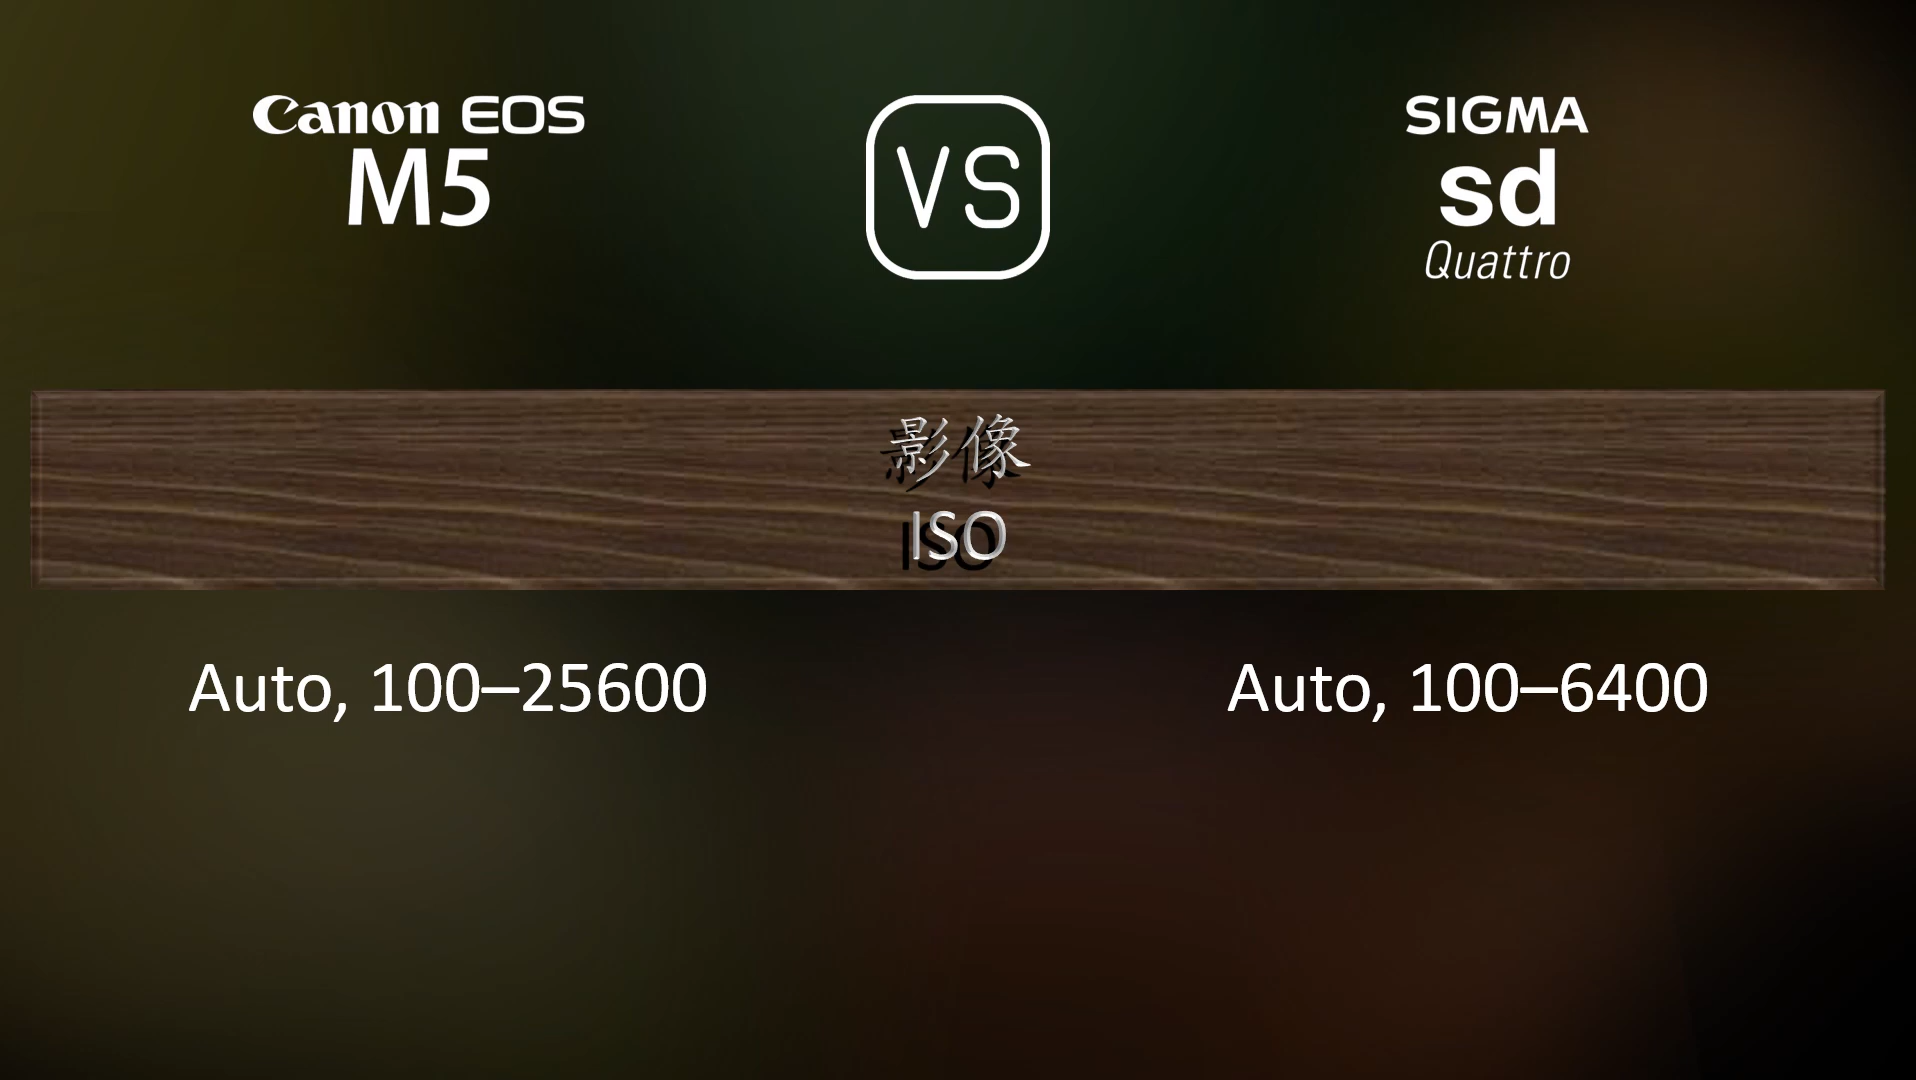 Canon EOS
M5
VS
SIGMA
sd
Quattro
影像
ISO
Auto, 100–25600
Auto, 100–6400